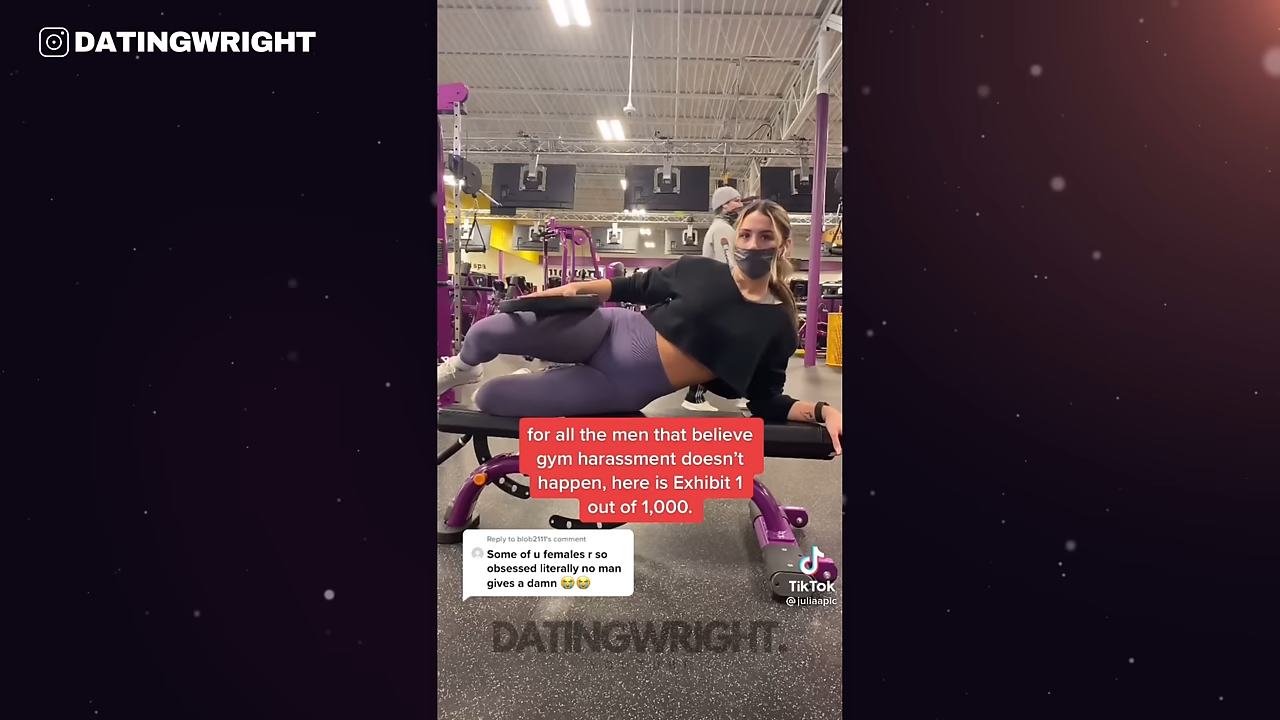 DATINGWRIGHT
for all the men that believe
gym harassment doesn't
happen, here is Exhibit 1
out of 1,000.
Reply to blob2111's comment
Some of u females r so
obsessed literally no man
gives a damn 😭😭
TikTok
@juliaapic
DATINGWRIGHT.